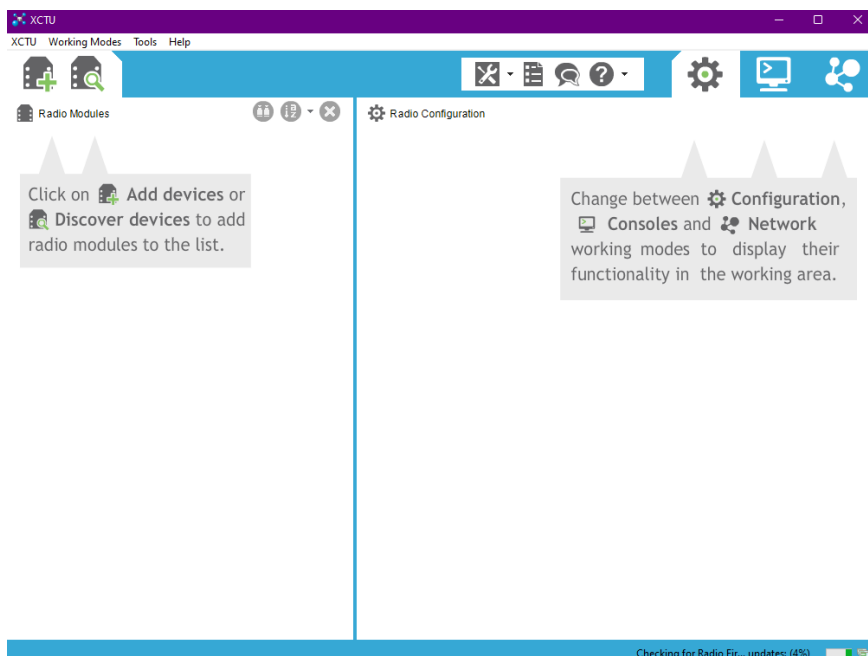 XCTU
XCTU Working Modes Tools Help
Radio Modules
Radio Configuration
Click on Add devices or
Discover devices to add
radio modules to the list.
Change between Configuration,
Consoles and Network
working modes to display their
functionality in the working area.
Checking for Radio Fir... updates: (4%)